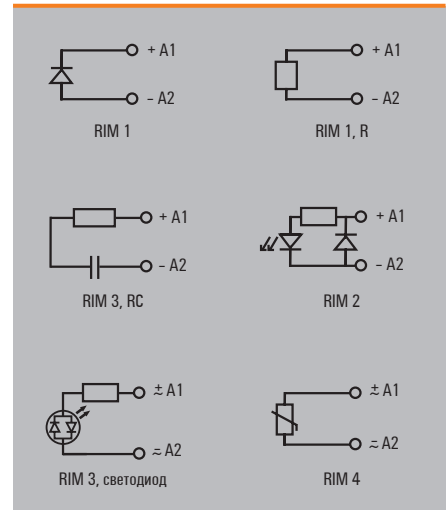 + A1
– A2
RIM 1
+ A1
– A2
RIM 1, R
+ A1
– A2
RIM 3, RC
+ A1
– A2
RIM 2
± A1
≂ A2
RIM 3, светодиод
± A1
≂ A2
RIM 4